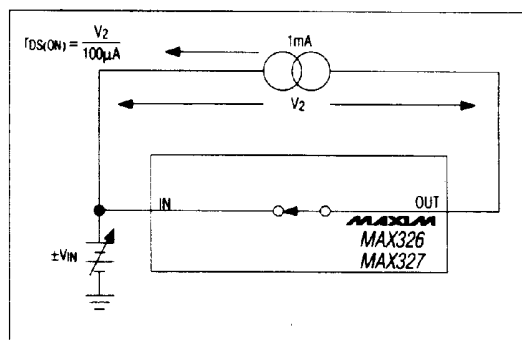 rDS(ON) = V2 / 100µA
1mA
V2
IN
OUT
MAXIM
MAX326
MAX327
±VIN